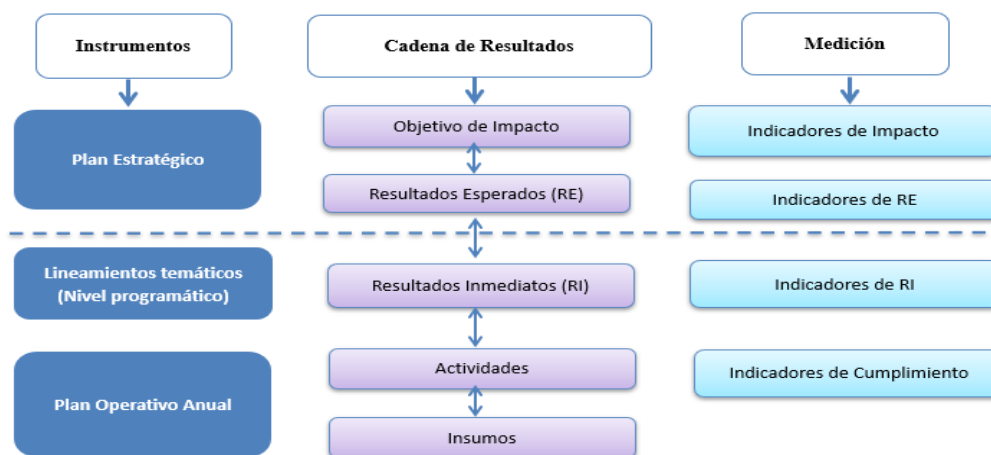 Instrumentos
Cadena de Resultados
Medición
Plan Estratégico
Objetivo de Impacto
Indicadores de Impacto
Resultados Esperados (RE)
Indicadores de RE
Lineamientos temáticos
(Nivel programático)
Resultados Inmediatos (RI)
Indicadores de RI
Plan Operativo Anual
Actividades
Indicadores de Cumplimiento
Insumos